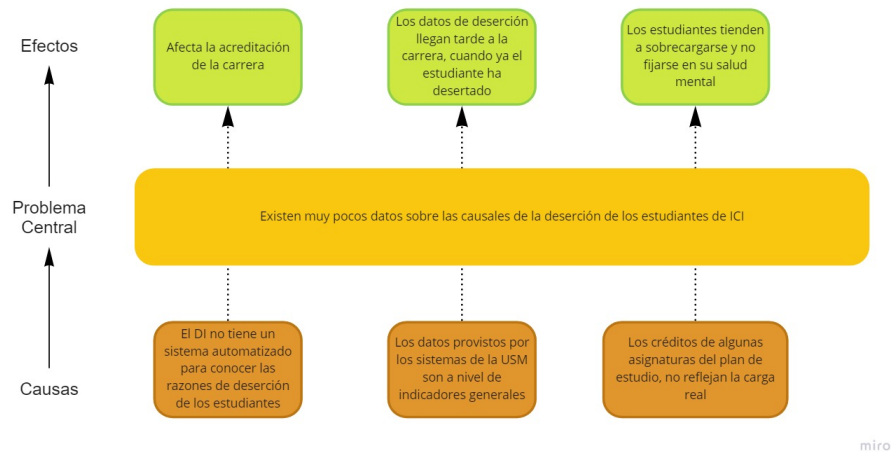 Efectos
Afecta la acreditación
de la carrera
Los datos de deserción
llegan tarde a la
carrera, cuando ya el
estudiante ha
desertado
Los estudiantes tienden
a sobrecargarse y no
fijarse en su salud
mental
Problema
Central
Existen muy pocos datos sobre las causales de la deserción de los estudiantes de ICI
Causas
El DI no tiene un
sistema automatizado
para conocer las
razones de deserción
de los estudiantes
Los datos provistos por
los sistemas de la USM
son a nivel de
indicadores generales
Los créditos de algunas
asignaturas del plan de
estudio, no reflejan la carga
real
miro